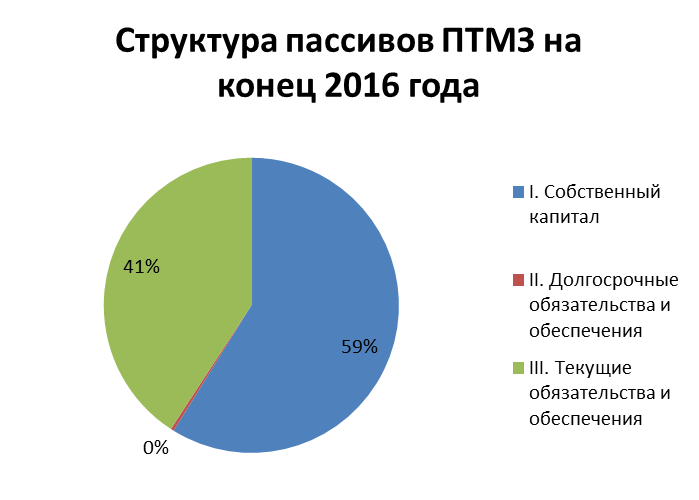 Структура пассивов ПТМЗ на
конец 2016 года
41%
59%
0%
I. Собственный
капитал
II. Долгосрочные
обязательства и
обеспечения
III. Текущие
обязательства и
обеспечения